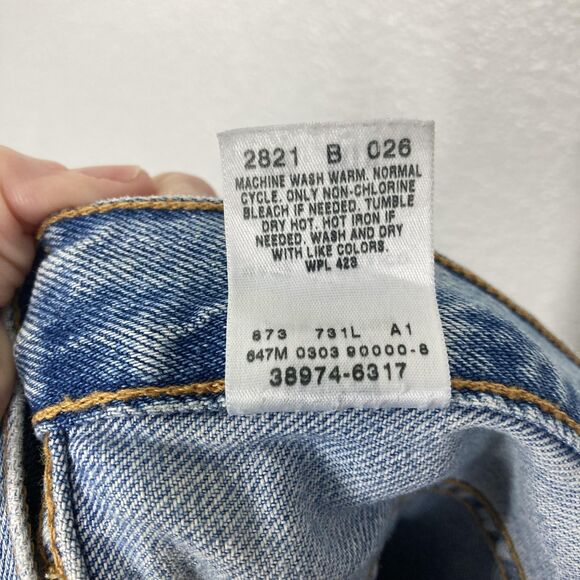 2821 B 026
MACHINE WASH WARM. NORMAL
CYCLE. ONLY NON-CHLORINE
BLEACH IF NEEDED. TUMBLE
DRY HOT. HOT IRON IF
NEEDED. WASH AND DRY
WITH LIKE COLORS.
WPL 423
873 731L A1
647M 0303 90000-8
38974-6317